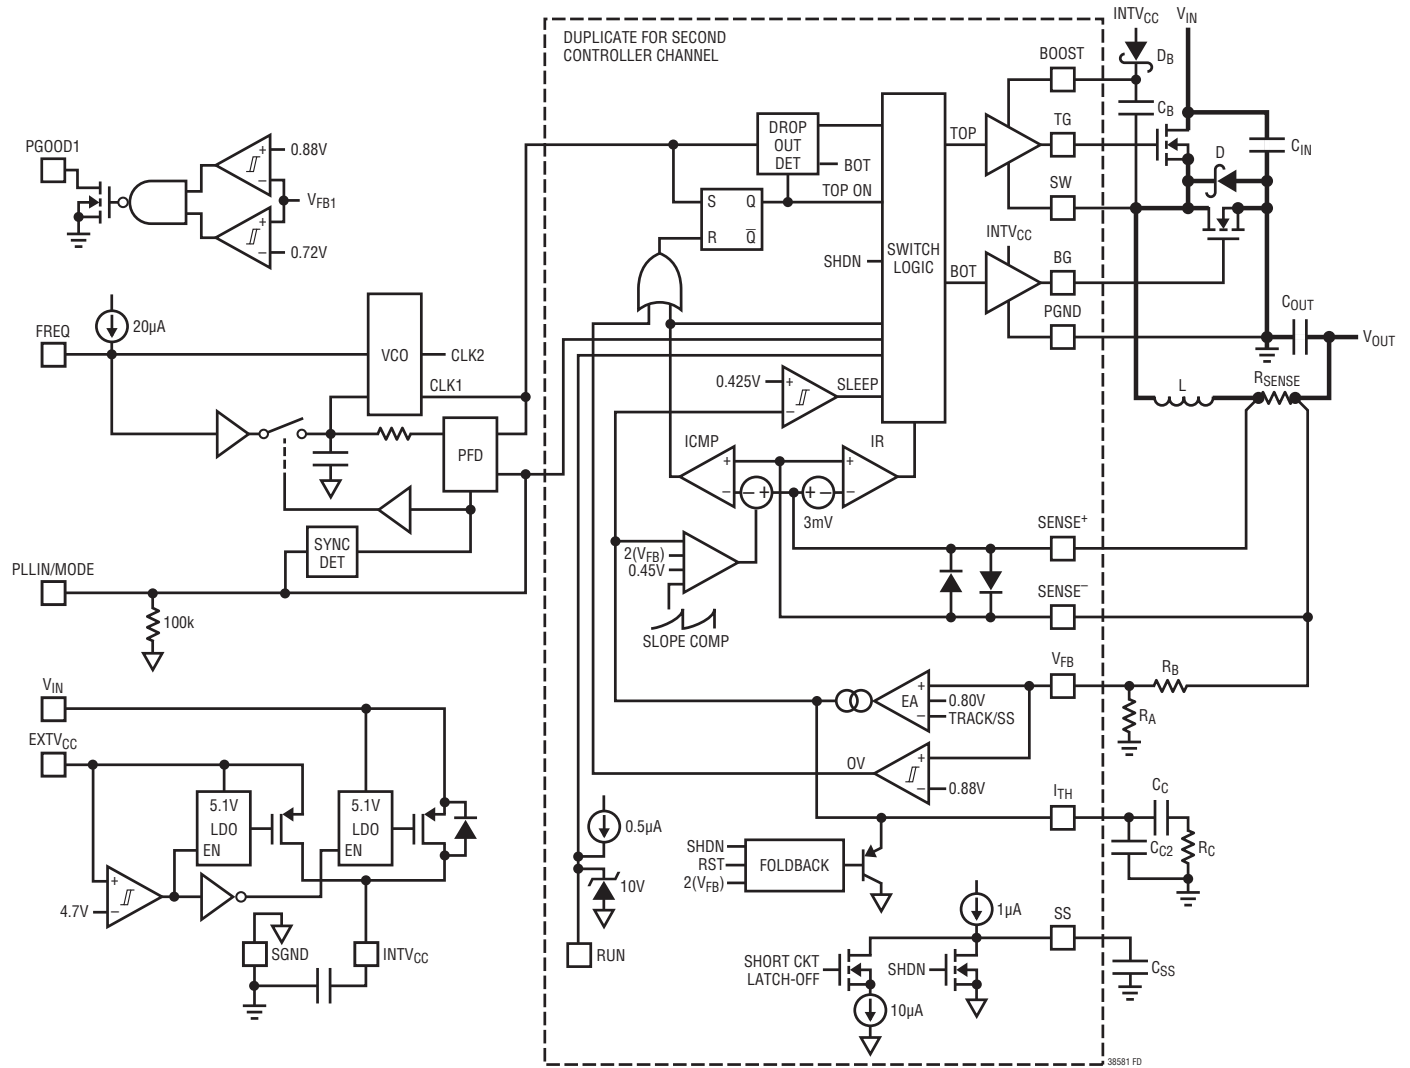 DUPLICATE FOR SECOND
CONTROLLER CHANNEL
INTVCC
VIN
BOOST
DB
CB
TG
CIN
D
SW
INTVCC
BG
PGND
COUT
VOUT
L
RSENSE
PGOOD1
+
0.88V
−
VFB1
+
−
0.72V
DROP
OUT
DET
BOT
TOP ON
S
Q
R
Q̅
SHDN
SWITCH
LOGIC
TOP
BOT
FREQ
20µA
VCO
CLK2
CLK1
PFD
SYNC
DET
PLLIN/MODE
100k
0.425V
+
−
SLEEP
ICMP
+
−
− +
+ −
3mV
IR
+
−
2(VFB)
0.45V
SLOPE COMP
SENSE+
SENSE−
VFB
RB
RA
EA
+
0.80V
−
TRACK/SS
OV
+
−
0.88V
ITH
CC
CC2
RC
VIN
EXTVCC
5.1V
LDO
EN
5.1V
LDO
EN
+
4.7V
−
SGND
INTVCC
0.5µA
10V
RUN
SHDN
RST
2(VFB)
FOLDBACK
1µA
SS
CSS
SHORT CKT
LATCH-OFF
SHDN
10µA
38581 FD